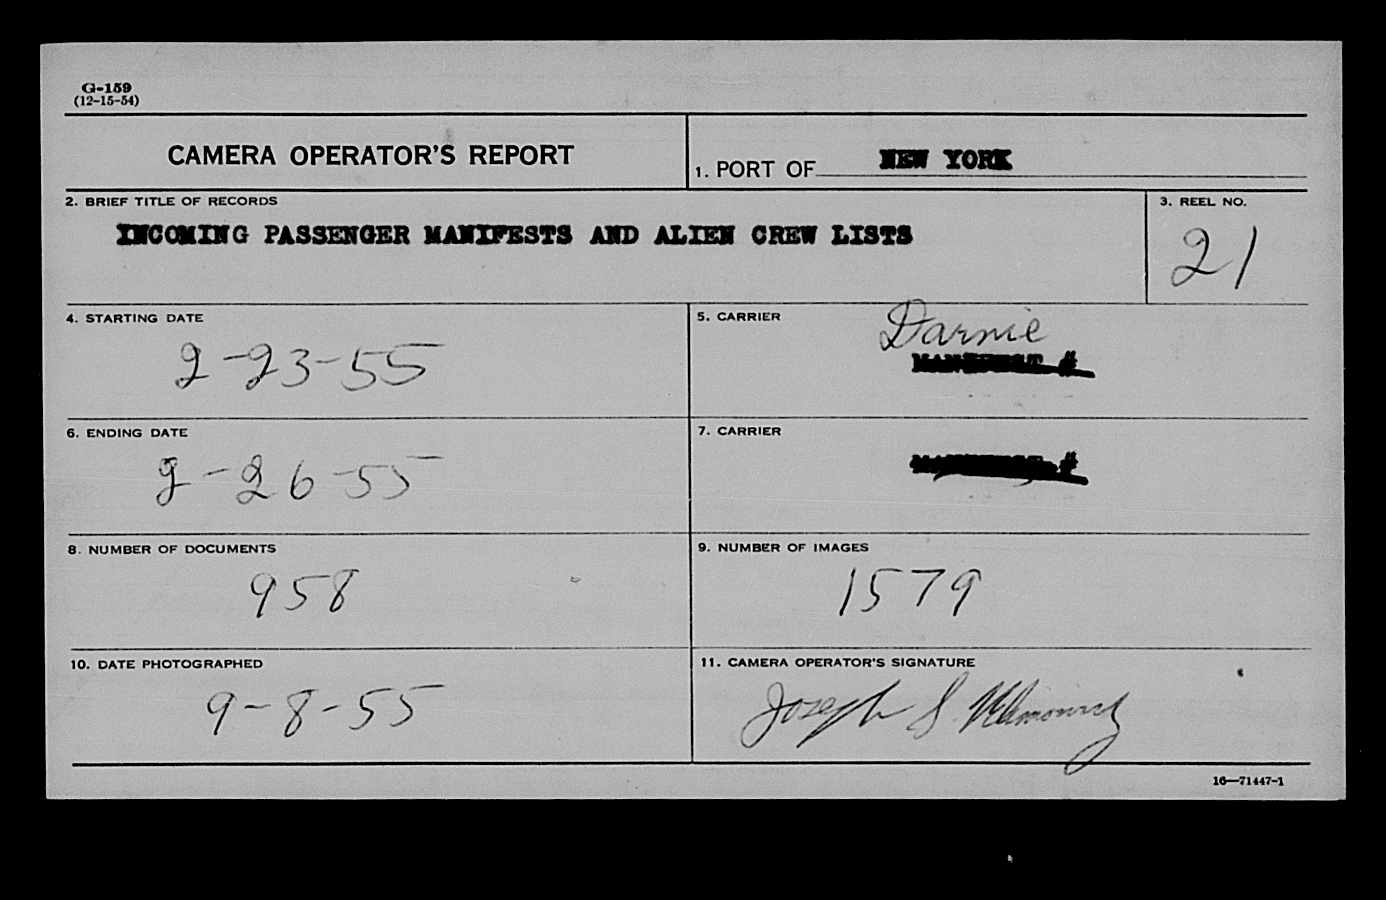 G-159
(12-15-54)
CAMERA OPERATOR'S REPORT
1. PORT OF NEW YORK
2. BRIEF TITLE OF RECORDS
INCOMING PASSENGER MANIFESTS AND ALIEN CREW LISTS
3. REEL NO.
21
4. STARTING DATE
2-23-55
5. CARRIER
Darnie
6. ENDING DATE
2-26-55
7. CARRIER
8. NUMBER OF DOCUMENTS
958
9. NUMBER OF IMAGES
1579
10. DATE PHOTOGRAPHED
9-8-55
11. CAMERA OPERATOR'S SIGNATURE
Joseph S.
16—71447-1